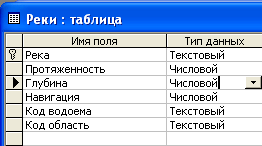 Реки : таблица
Имя поля Тип данных
Река Текстовый
Протяженность Числовой
Глубина Числовой
Навигация Числовой
Код водоема Текстовый
Код область Текстовый